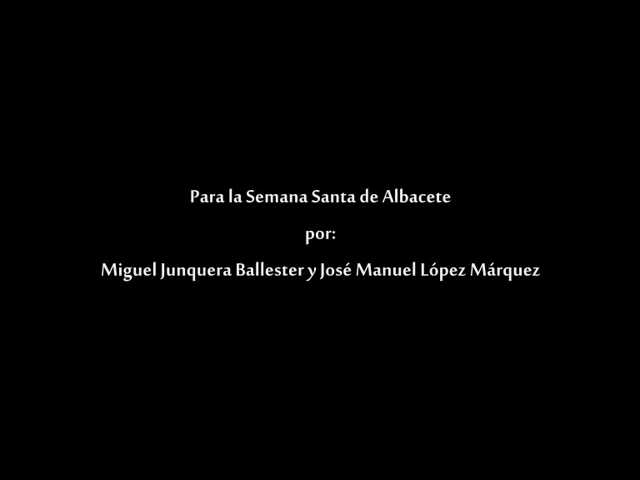 Para la Semana Santa de Albacete
por:
Miguel Junquera Ballester y José Manuel López Márquez